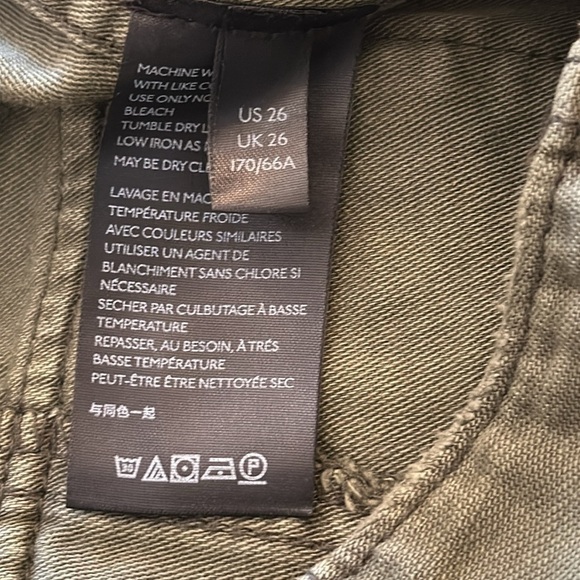 MACHINE W
WITH LIKE CO
USE ONLY NO
BLEACH
TUMBLE DRY L
LOW IRON AS
MAY BE DRY CLE
US 26
UK 26
170/66A
LAVAGE EN MAC
TEMPÉRATURE FROIDE
AVEC COULEURS SIMILAIRES
UTILISER UN AGENT DE
BLANCHIMENT SANS CHLORE SI
NÉCESSAIRE
SECHER PAR CULBUTAGE À BASSE
TEMPERATURE
REPASSER, AU BESOIN, À TRÉS
BASSE TEMPÉRATURE
PEUT-ÊTRE ÊTRE NETTOYÉE SEC
与同色一起
30 P